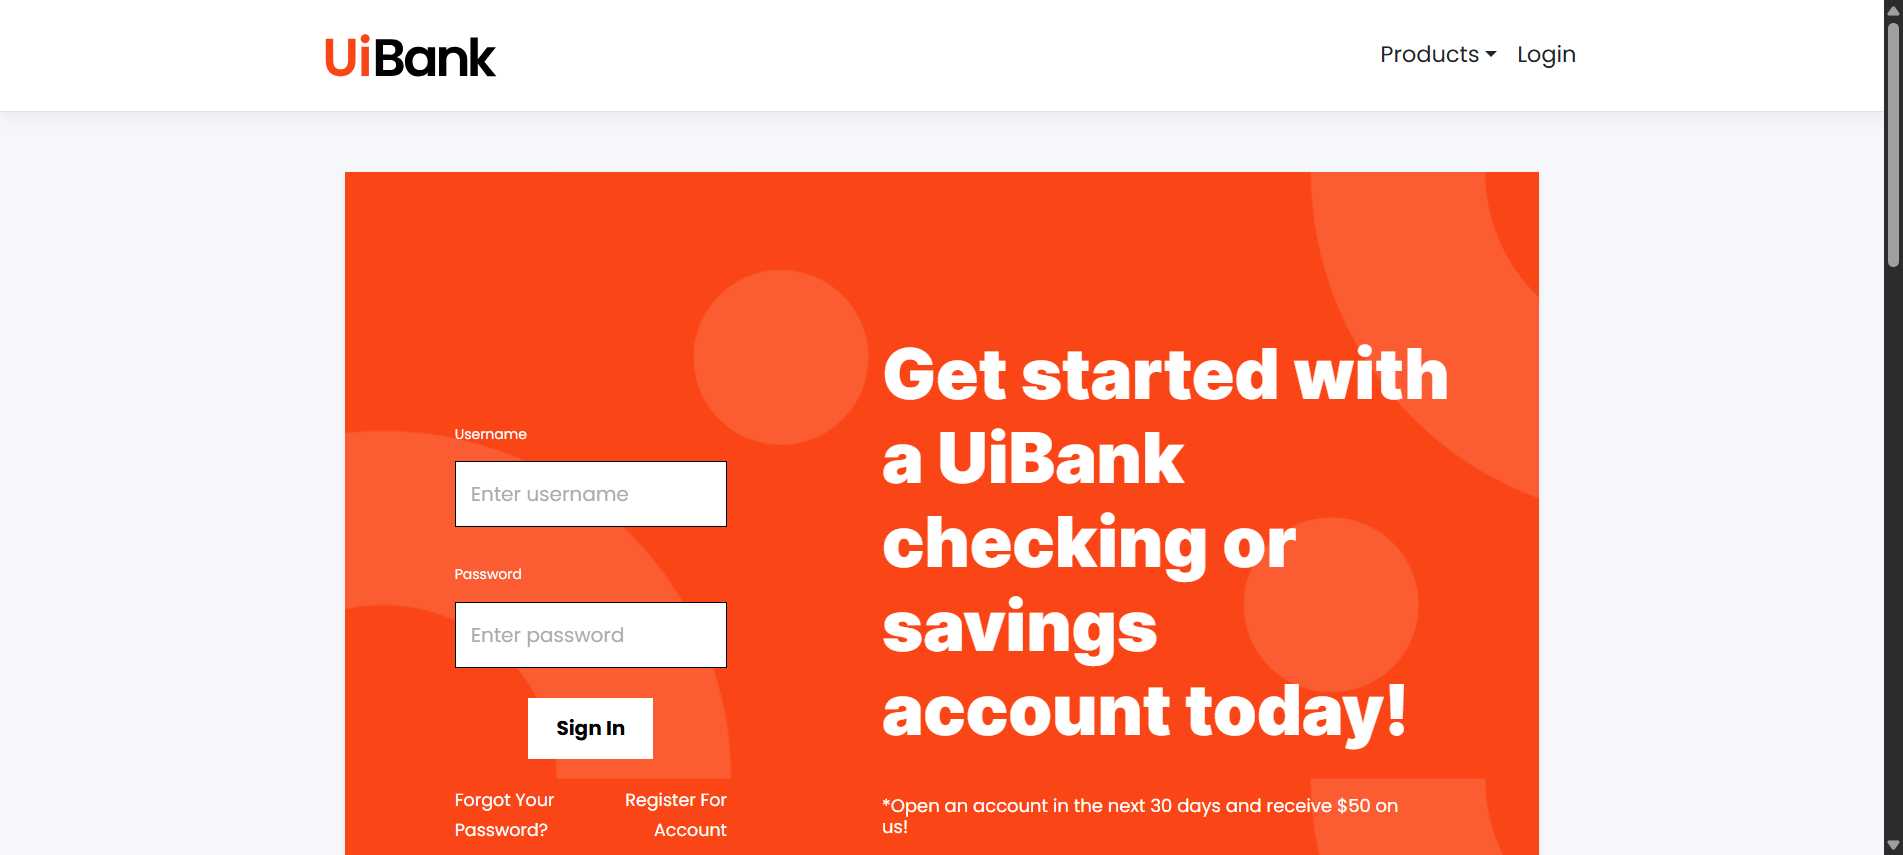 UiBank
Products Login
Username
Enter username
Password
Enter password
Sign In
Forgot Your
Password?
Register For
Account
Get started with
a UiBank
checking or
savings
account today!
*Open an account in the next 30 days and receive $50 on
us!